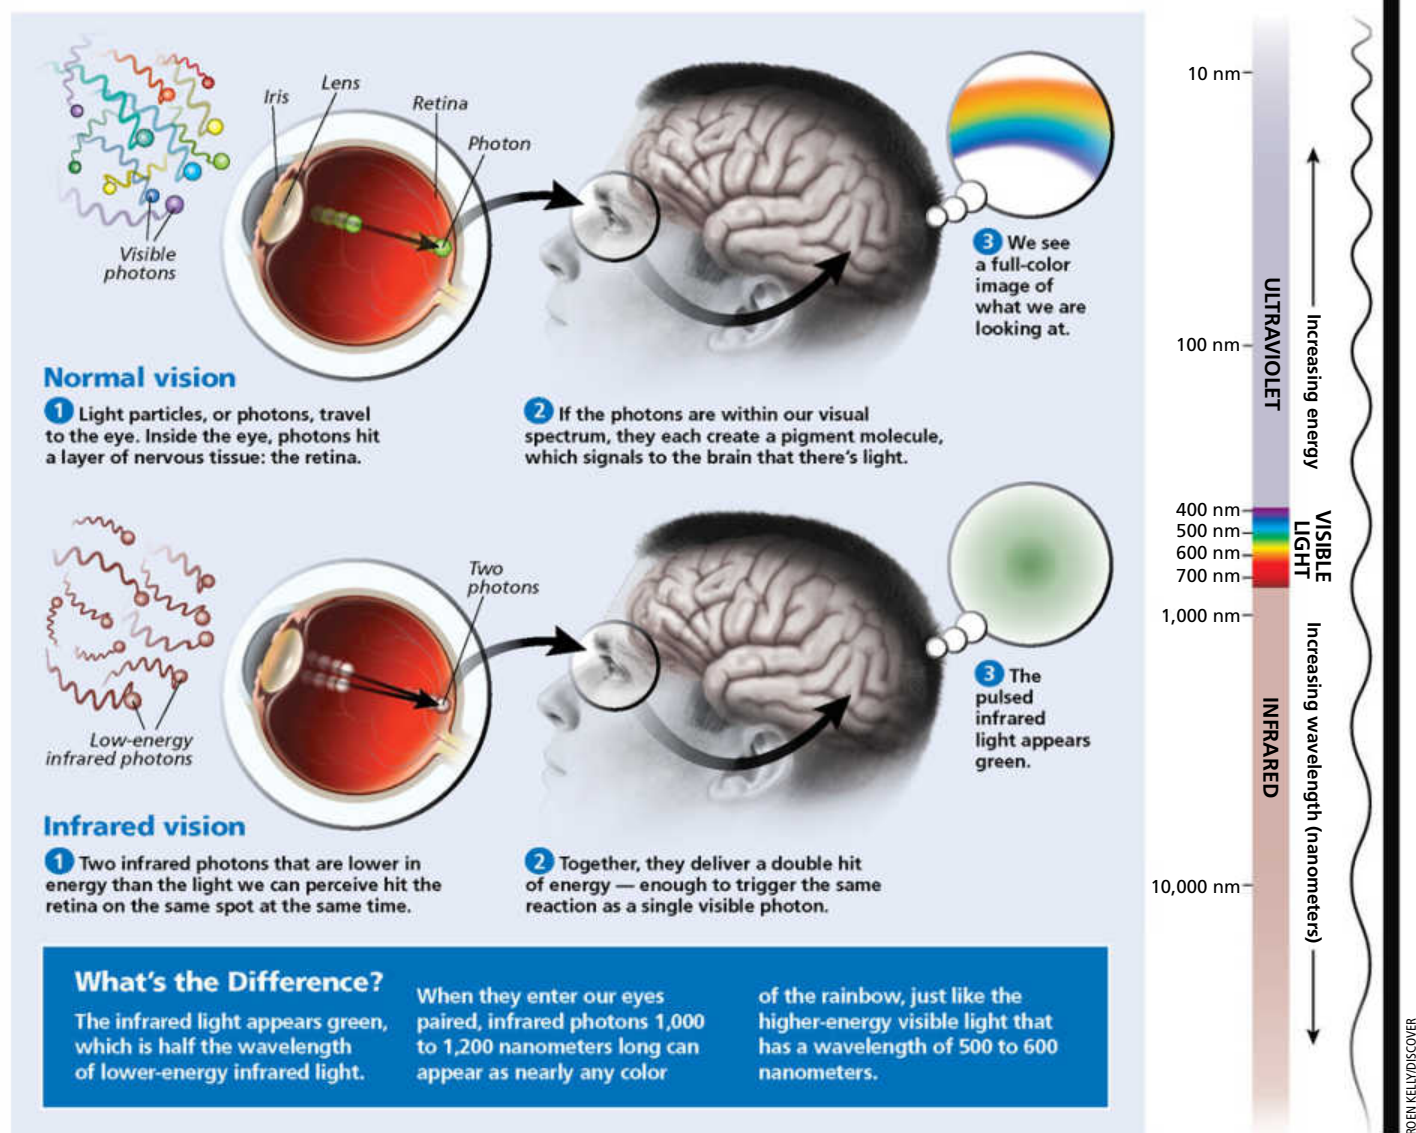 Iris
Lens
Retina
Photon
Visible
photons
3 We see
a full-color
image of
what we are
looking at.
Normal vision
1 Light particles, or photons, travel
to the eye. Inside the eye, photons hit
a layer of nervous tissue: the retina.
2 If the photons are within our visual
spectrum, they each create a pigment molecule,
which signals to the brain that there's light.
Two
photons
Low-energy
infrared photons
3 The
pulsed
infrared
light appears
green.
Infrared vision
1 Two infrared photons that are lower in
energy than the light we can perceive hit the
retina on the same spot at the same time.
2 Together, they deliver a double hit
of energy — enough to trigger the same
reaction as a single visible photon.
What's the Difference?
The infrared light appears green,
which is half the wavelength
of lower-energy infrared light.
When they enter our eyes
paired, infrared photons 1,000
to 1,200 nanometers long can
appear as nearly any color
of the rainbow, just like the
higher-energy visible light that
has a wavelength of 500 to 600
nanometers.
10 nm
100 nm
400 nm
500 nm
600 nm
700 nm
1,000 nm
10,000 nm
ULTRAVIOLET
VISIBLE
LIGHT
INFRARED
Increasing energy
Increasing wavelength (nanometers)
KELLY/DISCOVER